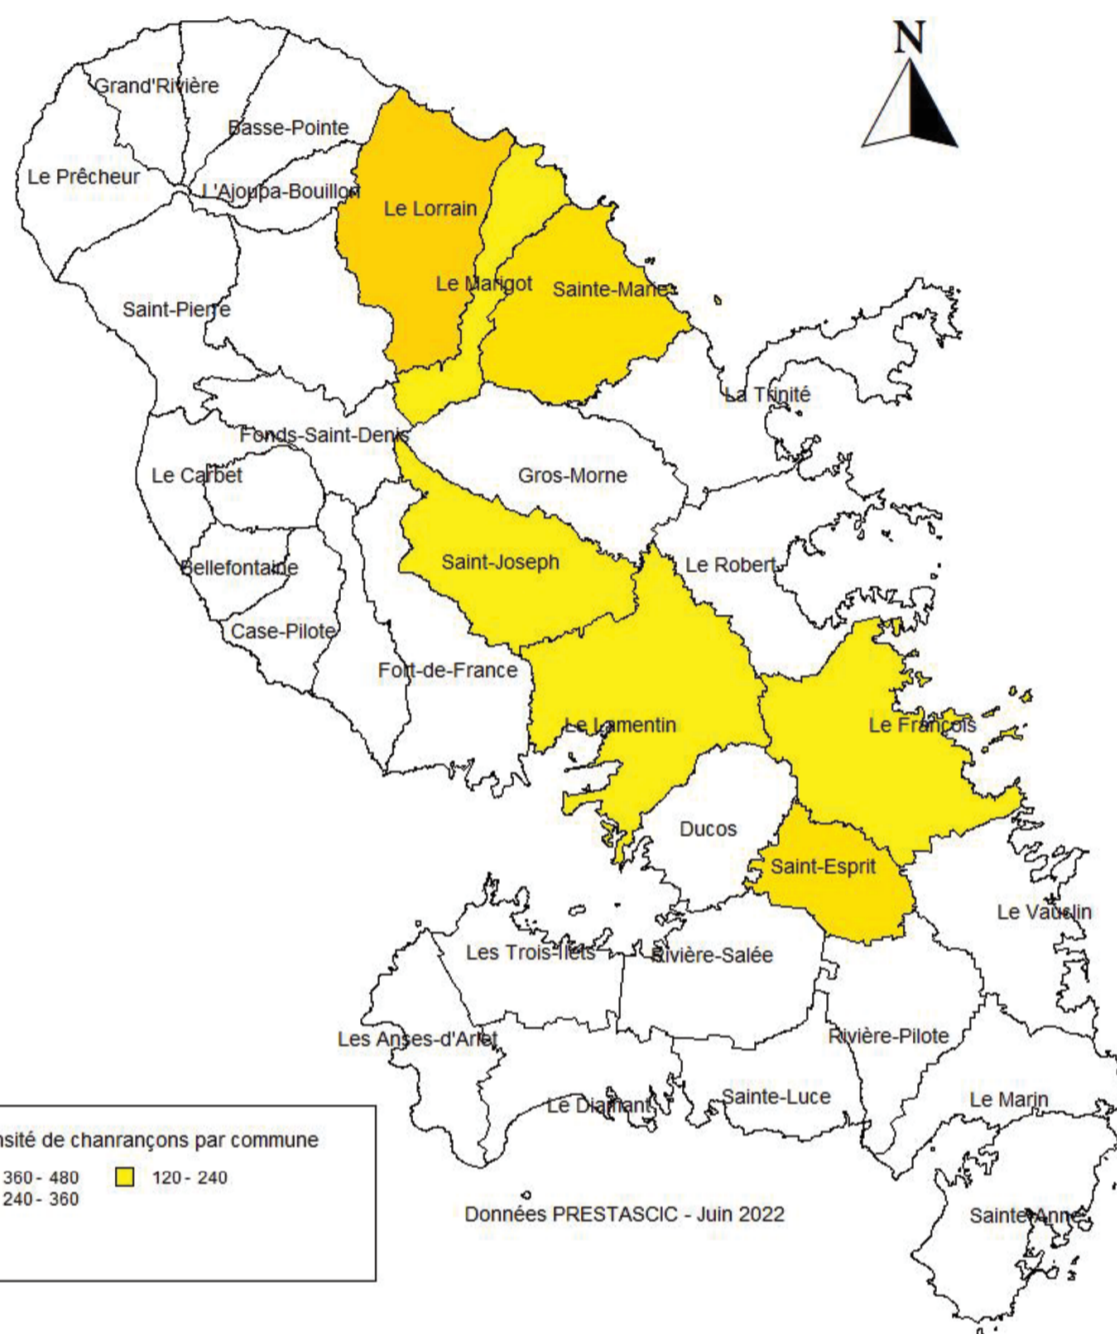 N
Grand'Rivière
Basse-Pointe
Le Prêcheur
L'Ajoupa-Bouillon
Le Lorrain
Le Marigot
Sainte-Marie
Saint-Pierre
La Trinité
Fonds-Saint-Denis
Le Carbet
Gros-Morne
Saint-Joseph
Le Robert
Bellefontaine
Case-Pilote
Fort-de-France
Le Lamentin
Le François
Ducos
Saint-Esprit
Le Vauclin
Les Trois-Ilets
Rivière-Salée
Les Anses-d'Arlet
Rivière-Pilote
Le Diamant
Sainte-Luce
Le Marin
Sainte-Anne
nsité de chanrançons par commune
360 - 480 120 - 240
240 - 360
Données PRESTASCIC - Juin 2022